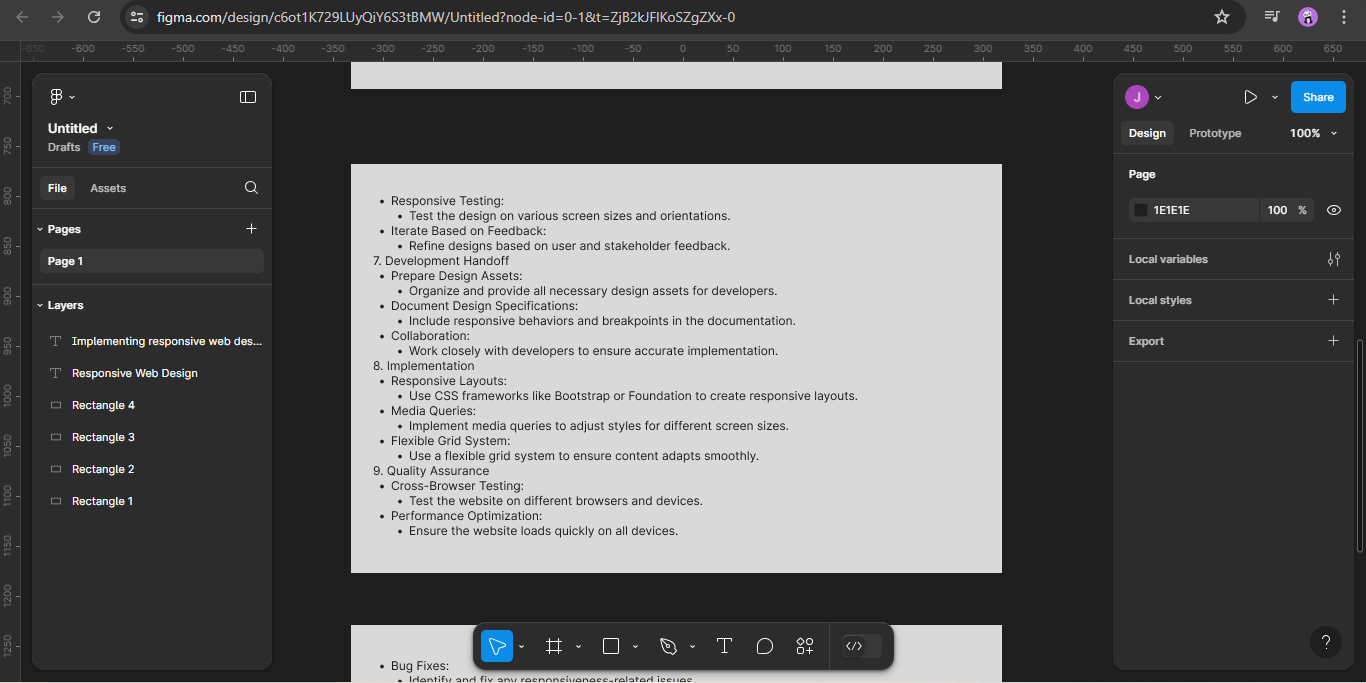 figma.com/design/c6ot1K729LUyQiY6S3tBMW/Untitled?node-id=0-1&t=ZjB2kJFIKoSZgZXx-0
-650 -600 -550 -500 -450 -400 -350 -300 -250 -200 -150 -100 -50 0 50 100 150 200 250 300 350 400 450 500 550 600 650
700
750
800
850
900
950
1000
1050
1100
1150
1200
1250
Untitled
Drafts Free
File Assets
Pages
Page 1
Layers
Implementing responsive web des...
Responsive Web Design
Rectangle 4
Rectangle 3
Rectangle 2
Rectangle 1
• Responsive Testing:
• Test the design on various screen sizes and orientations.
• Iterate Based on Feedback:
• Refine designs based on user and stakeholder feedback.
7. Development Handoff
• Prepare Design Assets:
• Organize and provide all necessary design assets for developers.
• Document Design Specifications:
• Include responsive behaviors and breakpoints in the documentation.
• Collaboration:
• Work closely with developers to ensure accurate implementation.
8. Implementation
• Responsive Layouts:
• Use CSS frameworks like Bootstrap or Foundation to create responsive layouts.
• Media Queries:
• Implement media queries to adjust styles for different screen sizes.
• Flexible Grid System:
• Use a flexible grid system to ensure content adapts smoothly.
9. Quality Assurance
• Cross-Browser Testing:
• Test the website on different browsers and devices.
• Performance Optimization:
• Ensure the website loads quickly on all devices.
• Bug Fixes:
• Identify and fix any responsiveness-related issues.
J
Share
Design Prototype 100%
Page
1E1E1E 100 %
Local variables
Local styles
Export
?